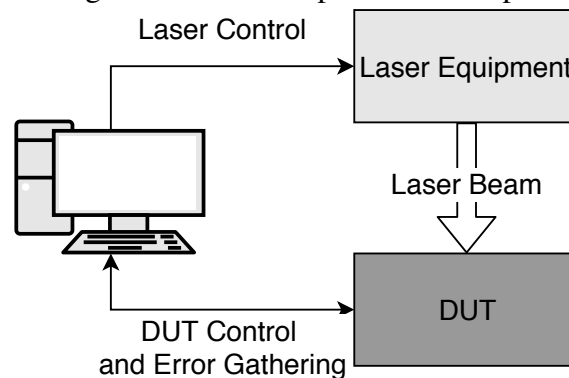 Laser Control
Laser Equipment
Laser Beam
DUT
DUT Control
and Error Gathering